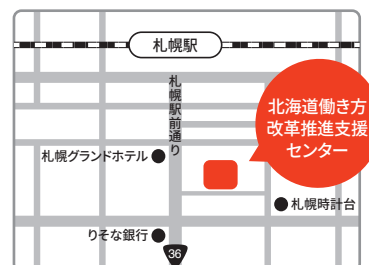 札幌駅
札幌駅前通り
北海道働き方
改革推進支援
センター
札幌グランドホテル
札幌時計台
りそな銀行
36